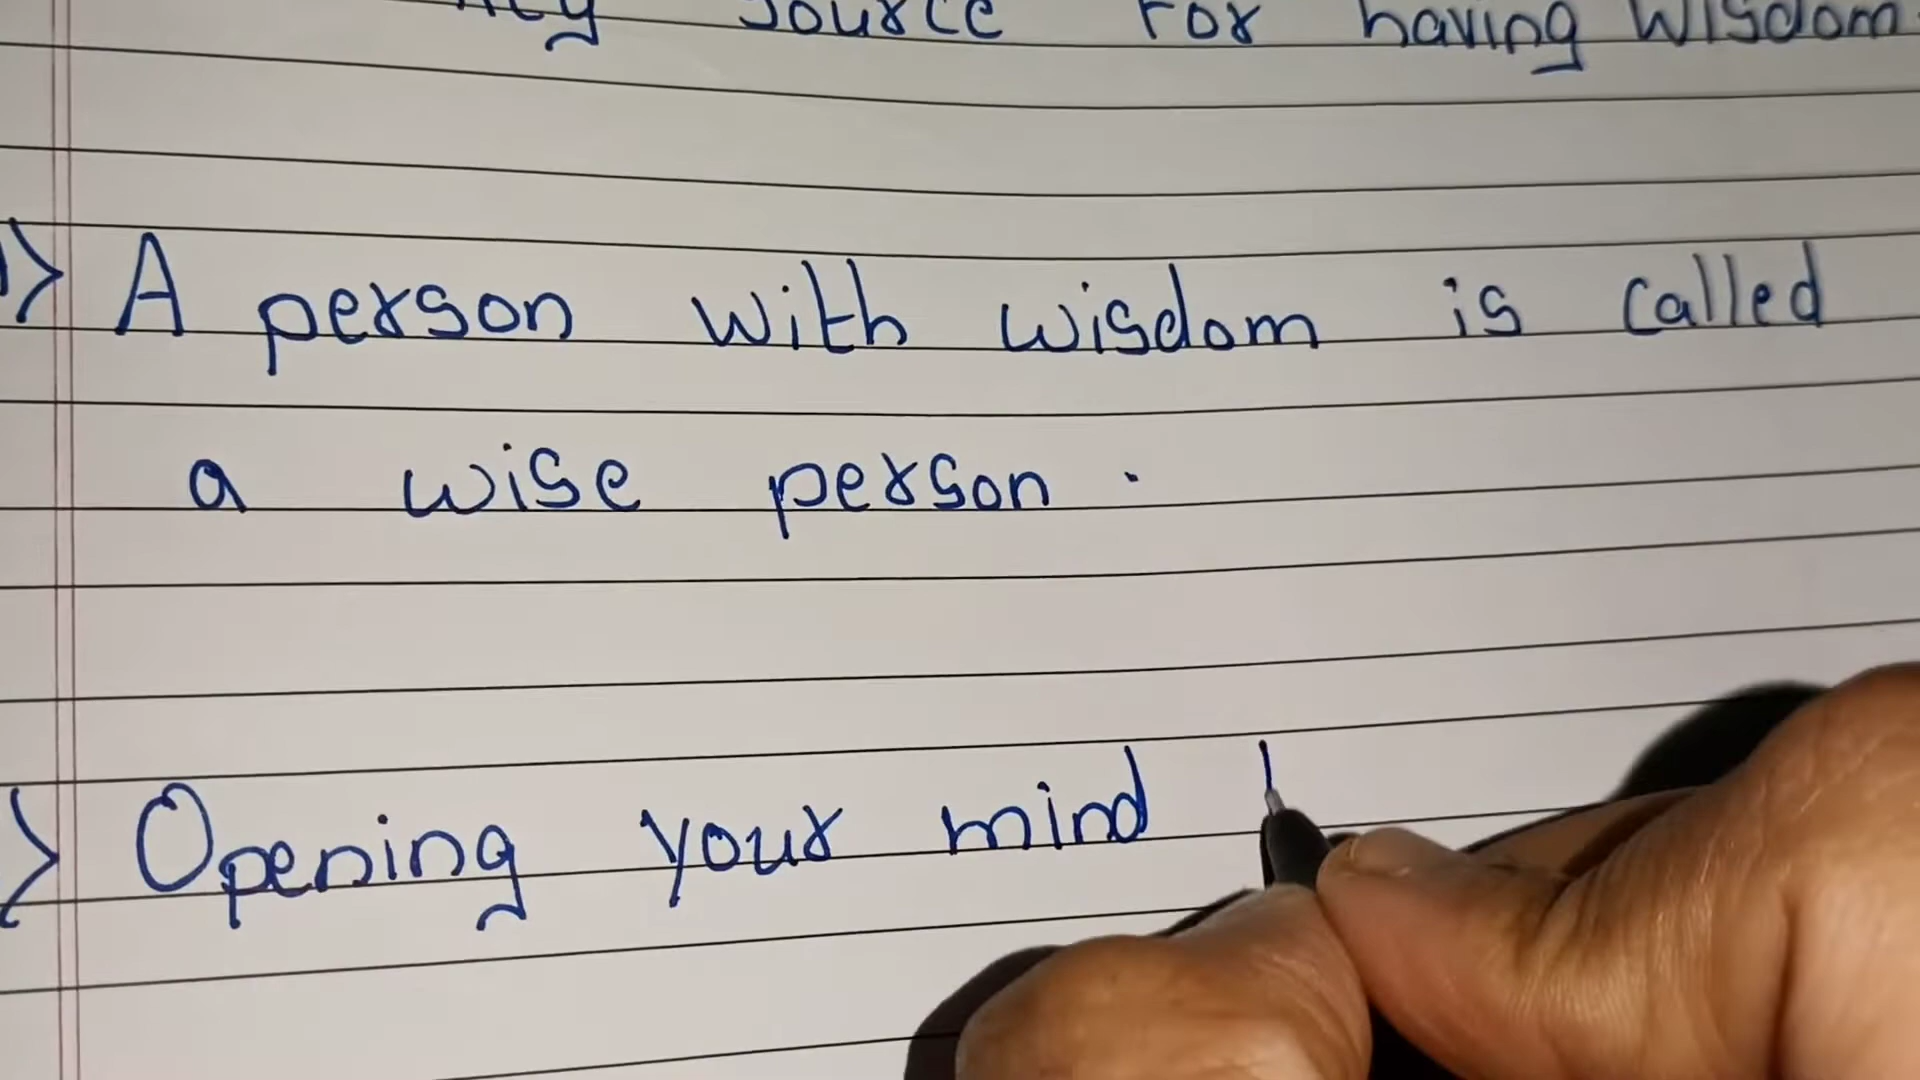 source for having wisdom.
> A person with wisdom is called
a wise person .
> Opening your mind